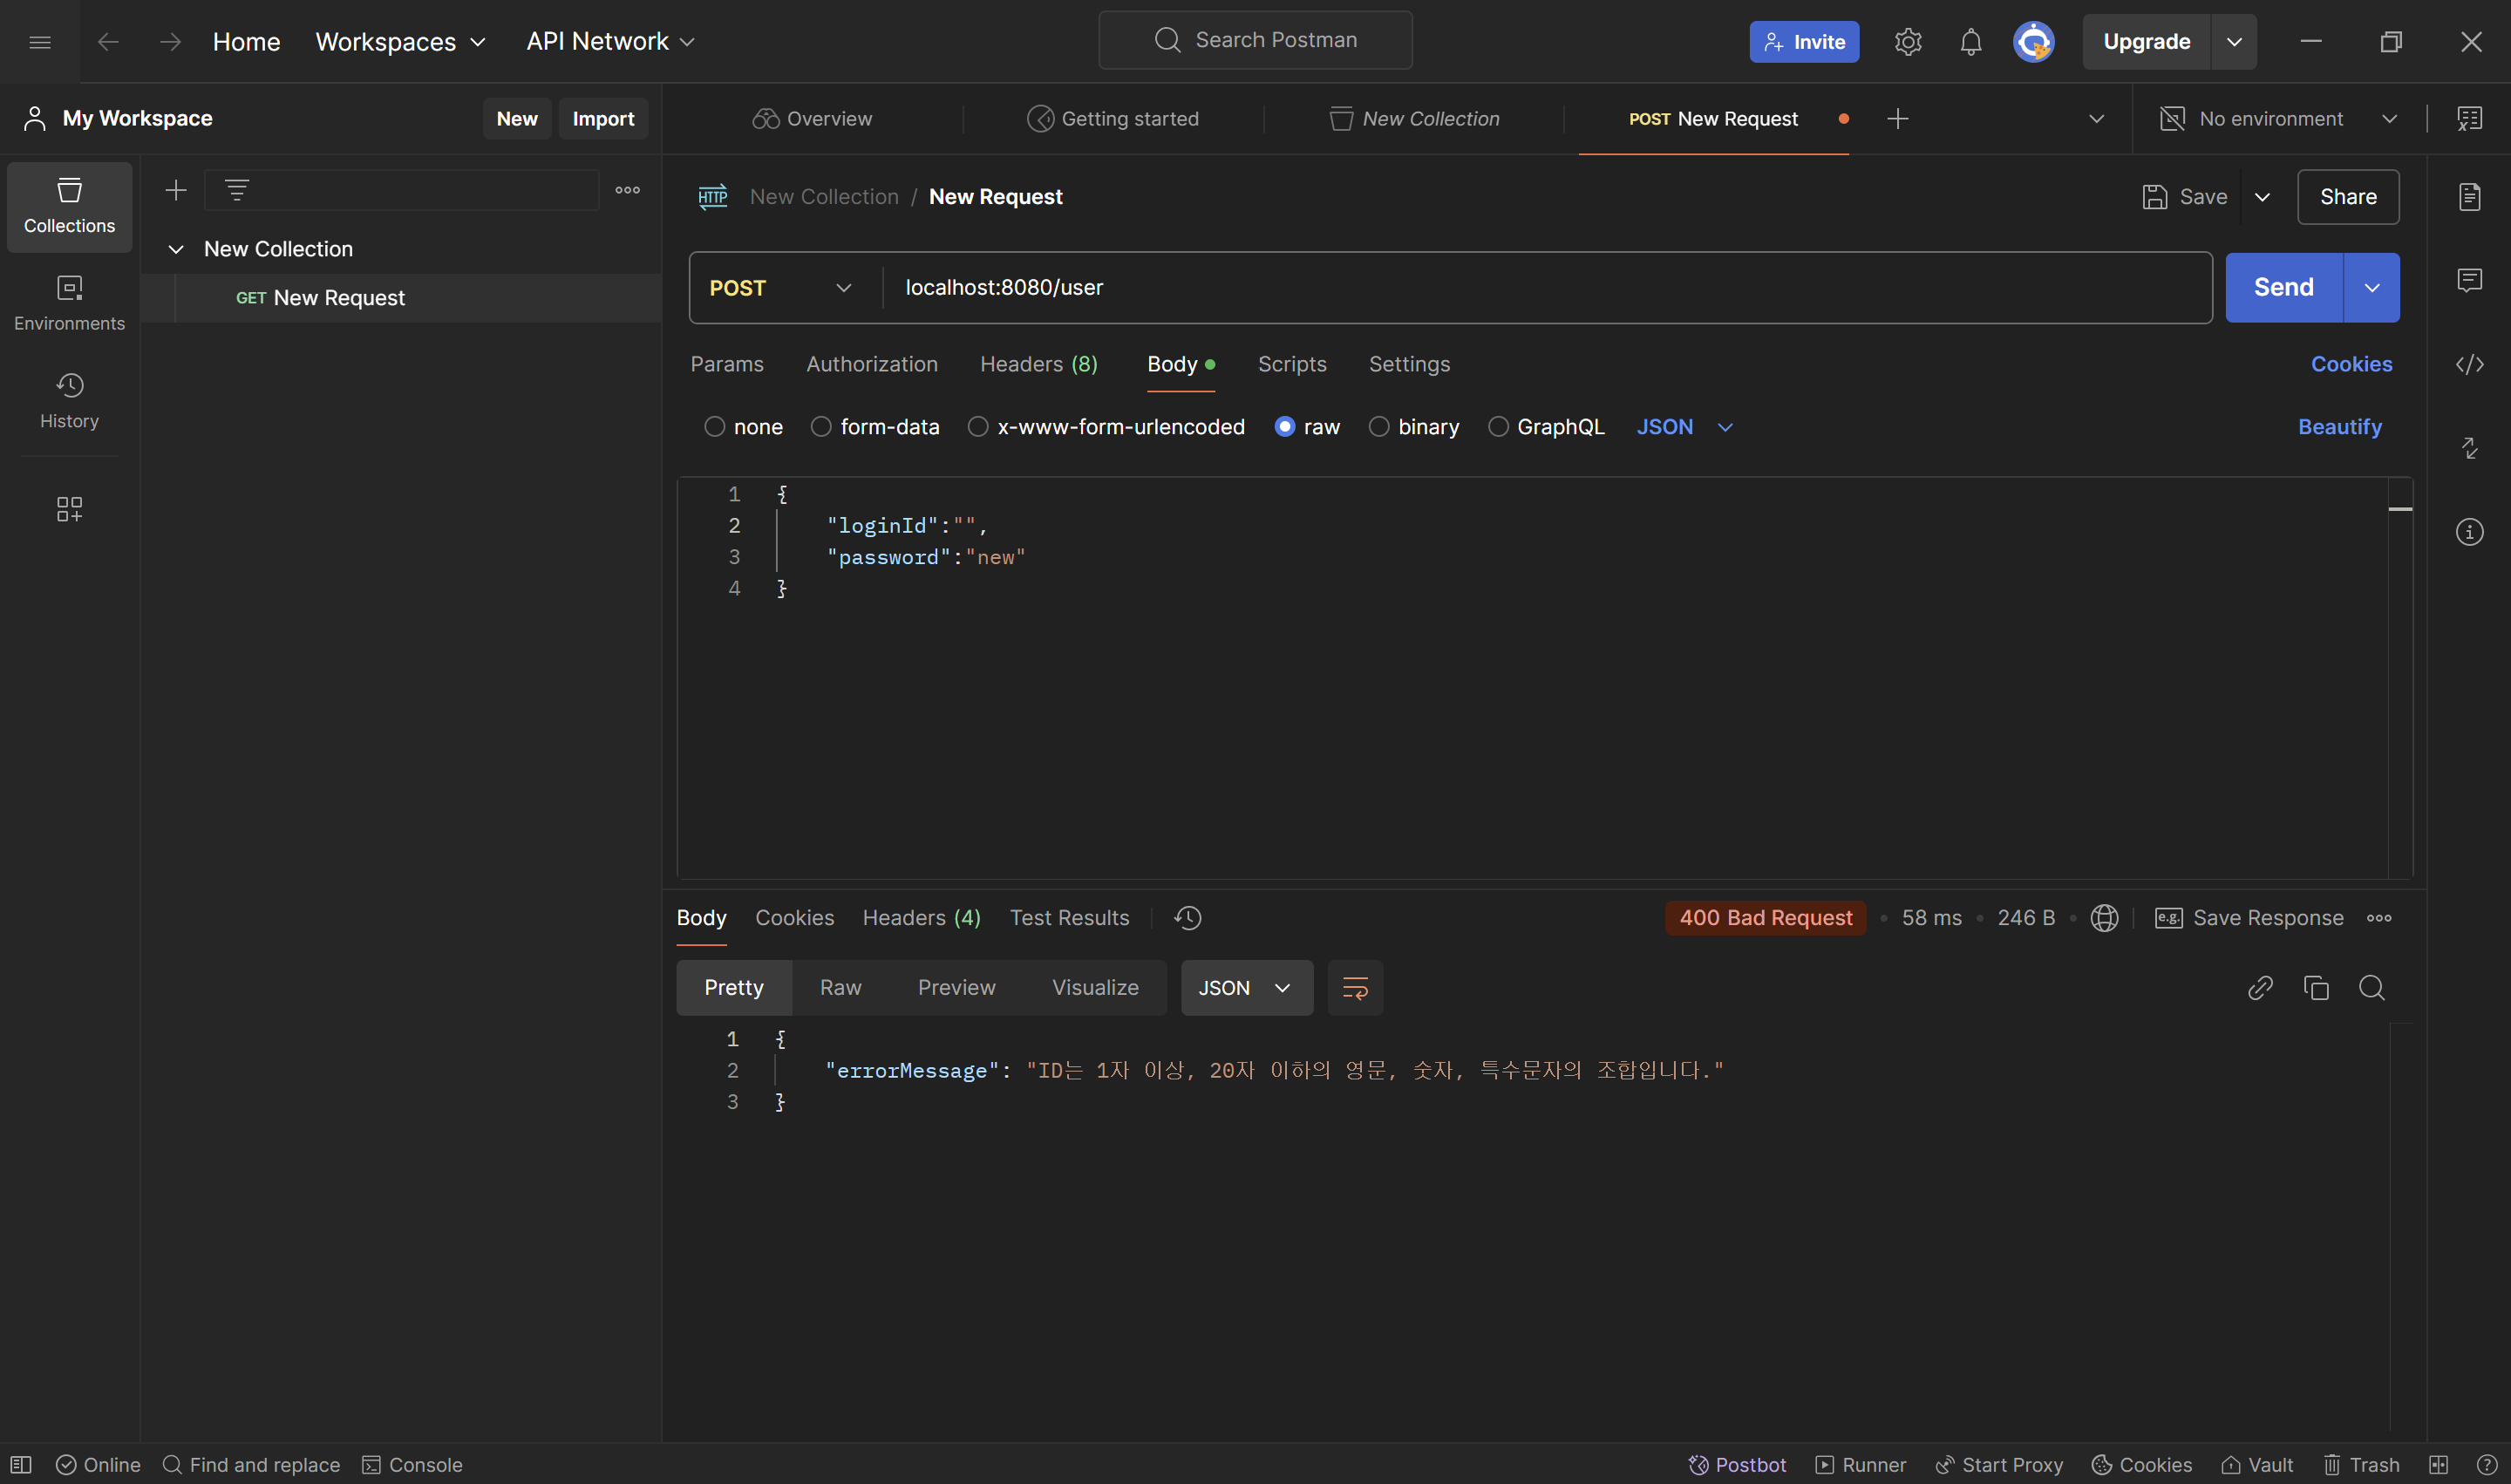 Home Workspaces API Network Search Postman Invite Upgrade
My Workspace New Import Overview Getting started New Collection POST New Request No environment
Collections
New Collection
GET New Request
Environments
History
HTTP New Collection / New Request Save Share
POST localhost:8080/user Send
Params Authorization Headers (8) Body Scripts Settings Cookies
none form-data x-www-form-urlencoded raw binary GraphQL JSON Beautify
1 {
2 "loginId":"",
3 "password":"new"
4 }
Body Cookies Headers (4) Test Results 400 Bad Request 58 ms 246 B e.g. Save Response
Pretty Raw Preview Visualize JSON
1 {
2 "errorMessage": "ID는 1자 이상, 20자 이하의 영문, 숫자, 특수문자의 조합입니다."
3 }
Online Find and replace Console Postbot Runner Start Proxy Cookies Vault Trash